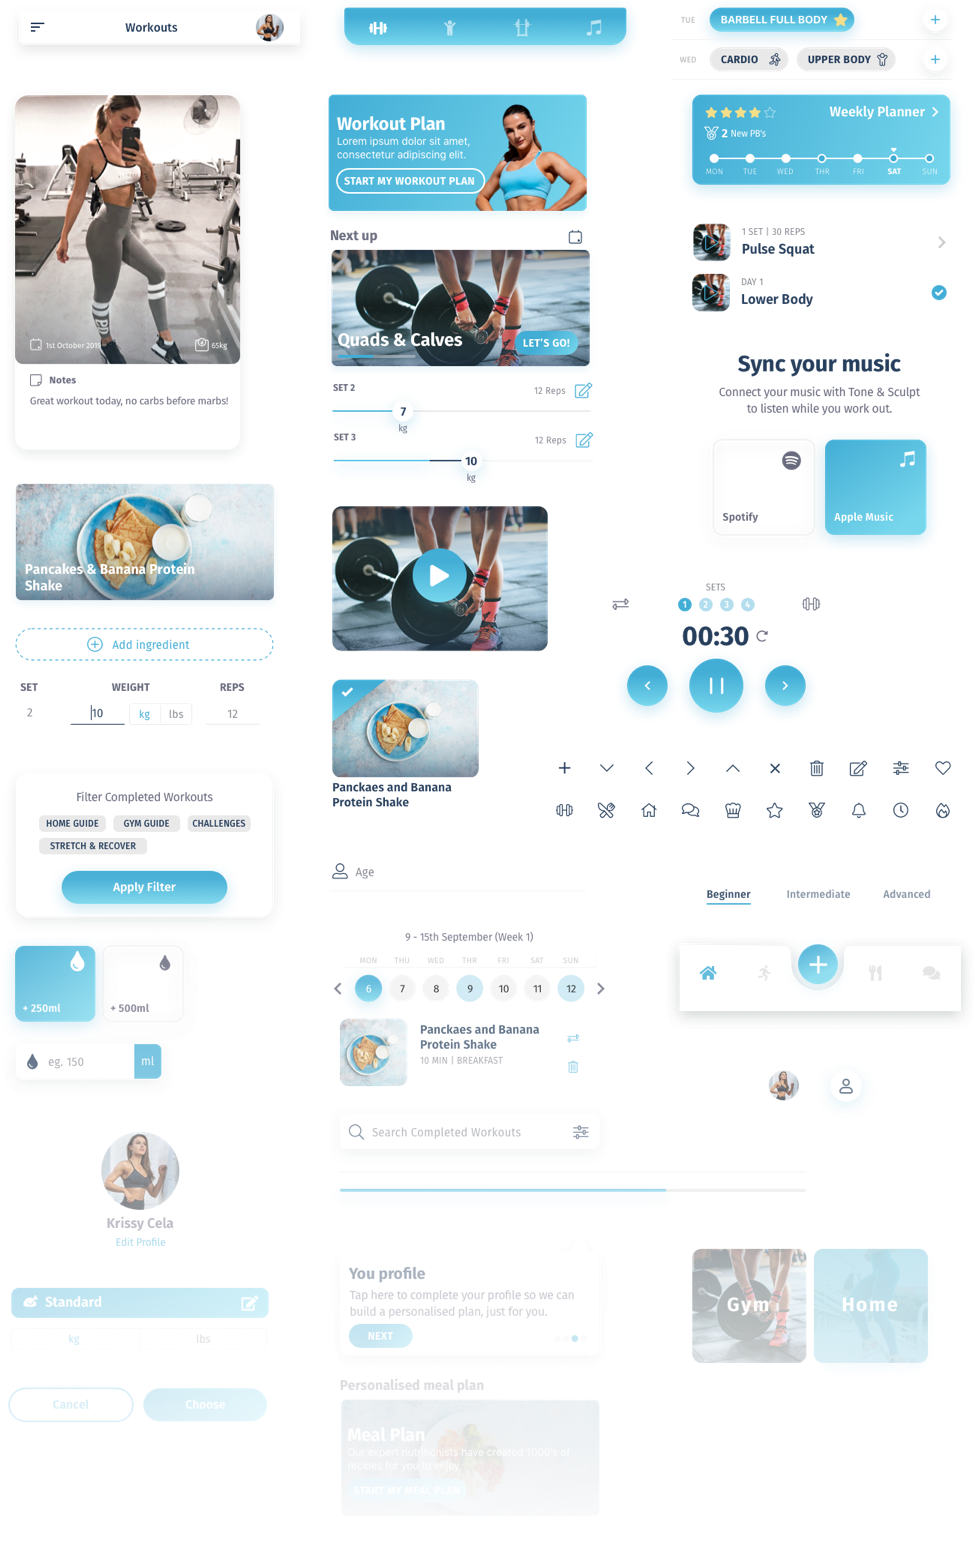 Workouts
1st October 2019
65kg
Notes
Great workout today, no carbs before marbs!
Pancakes & Banana Protein
Shake
Add ingredient
SET WEIGHT REPS
2 10 kg lbs 12
Filter Completed Workouts
HOME GUIDE GYM GUIDE CHALLENGES
STRETCH & RECOVER
Apply Filter
+ 250ml + 500ml
eg. 150 ml
Krissy Cela
Edit Profile
Standard
kg lbs
Cancel Choose
Workout Plan
Lorem ipsum dolor sit amet,
consectetur adipiscing elit.
START MY WORKOUT PLAN
Next up
Quads & Calves
LET'S GO!
SET 2 12 Reps
7
kg
SET 3 12 Reps
10
kg
Panckaes and Banana
Protein Shake
Age
9 - 15th September (Week 1)
MON THU WED THR FRI SAT SUN
6 7 8 9 10 11 12
Panckaes and Banana
Protein Shake
10 MIN | BREAKFAST
Search Completed Workouts
You profile
Tap here to complete your profile so we can
build a personalised plan, just for you.
NEXT
Personalised meal plan
Meal Plan
Our expert nutritionists have created 1000's of
recipes for you to enjoy.
START MY MEAL PLAN
TUE BARBELL FULL BODY
WED CARDIO UPPER BODY
Weekly Planner
2 New PB's
MON TUE WED THR FRI SAT SUN
1 SET | 30 REPS
Pulse Squat
DAY 1
Lower Body
Sync your music
Connect your music with Tone & Sculpt
to listen while you work out.
Spotify Apple Music
SETS
1 2 3 4
00:30
Beginner Intermediate Advanced
Gym Home